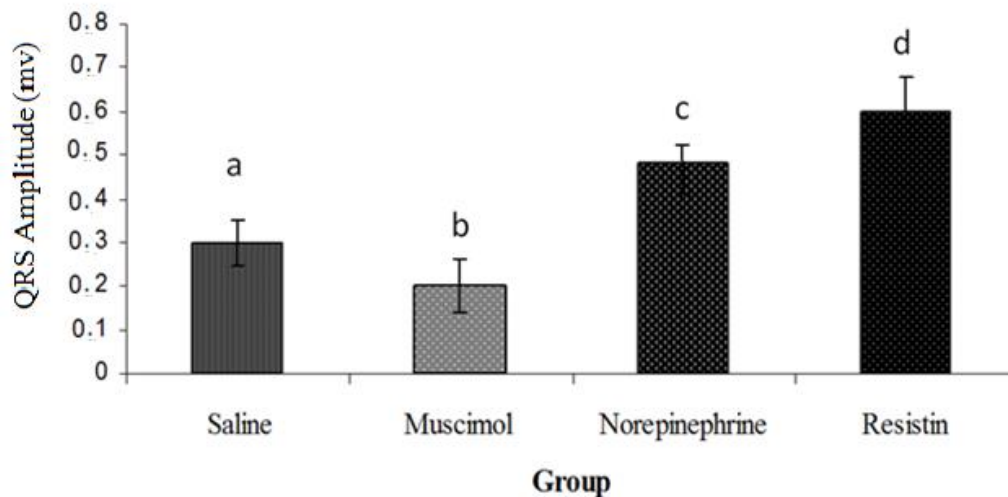 QRS Amplitude (mv)
0.8
0.7
0.6
0.5
0.4
0.3
0.2
0.1
0
a
b
c
d
Saline
Muscimol
Norepinephrine
Resistin
Group